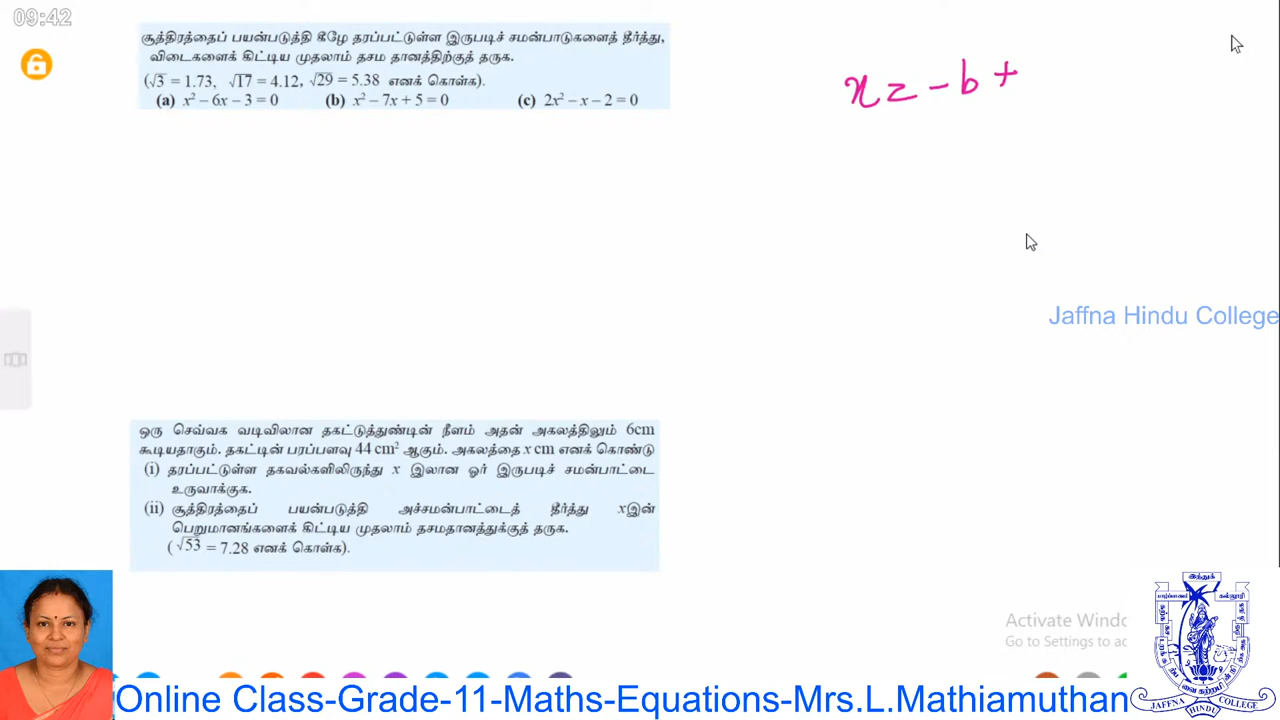 09:42
சூத்திரத்தைப் பயன்படுத்தி கீழே தரப்பட்டுள்ள இருபடிச் சமன்பாடுகளைத் தீர்த்து,
விடைகளைக் கிட்டிய முதலாம் தசம தானத்திற்குத் தருக.
(√3 = 1.73, √17 = 4.12, √29 = 5.38 எனக் கொள்க).
(a) x² – 6x – 3 = 0 (b) x² – 7x + 5 = 0 (c) 2x² – x – 2 = 0
x = -b +
Jaffna Hindu College
ஒரு செவ்வக வடிவிலான தகட்டுத்துண்டின் நீளம் அதன் அகலத்திலும் 6cm
கூடியதாகும். தகட்டின் பரப்பளவு 44 cm² ஆகும். அகலத்தை x cm எனக் கொண்டு
(i) தரப்பட்டுள்ள தகவல்களிலிருந்து x இலான ஓர் இருபடிச் சமன்பாட்டை
உருவாக்குக.
(ii) சூத்திரத்தைப் பயன்படுத்தி அச்சமன்பாட்டைத் தீர்த்து xஇன்
பெறுமானங்களைக் கிட்டிய முதலாம் தசமதானத்துக்குத் தருக.
(√53 = 7.28 எனக் கொள்க).
Activate Windo
Go to Settings to ac
Online Class-Grade-11-Maths-Equations-Mrs.L.Mathiamuthan
JAFFNA HINDU COLLEGE